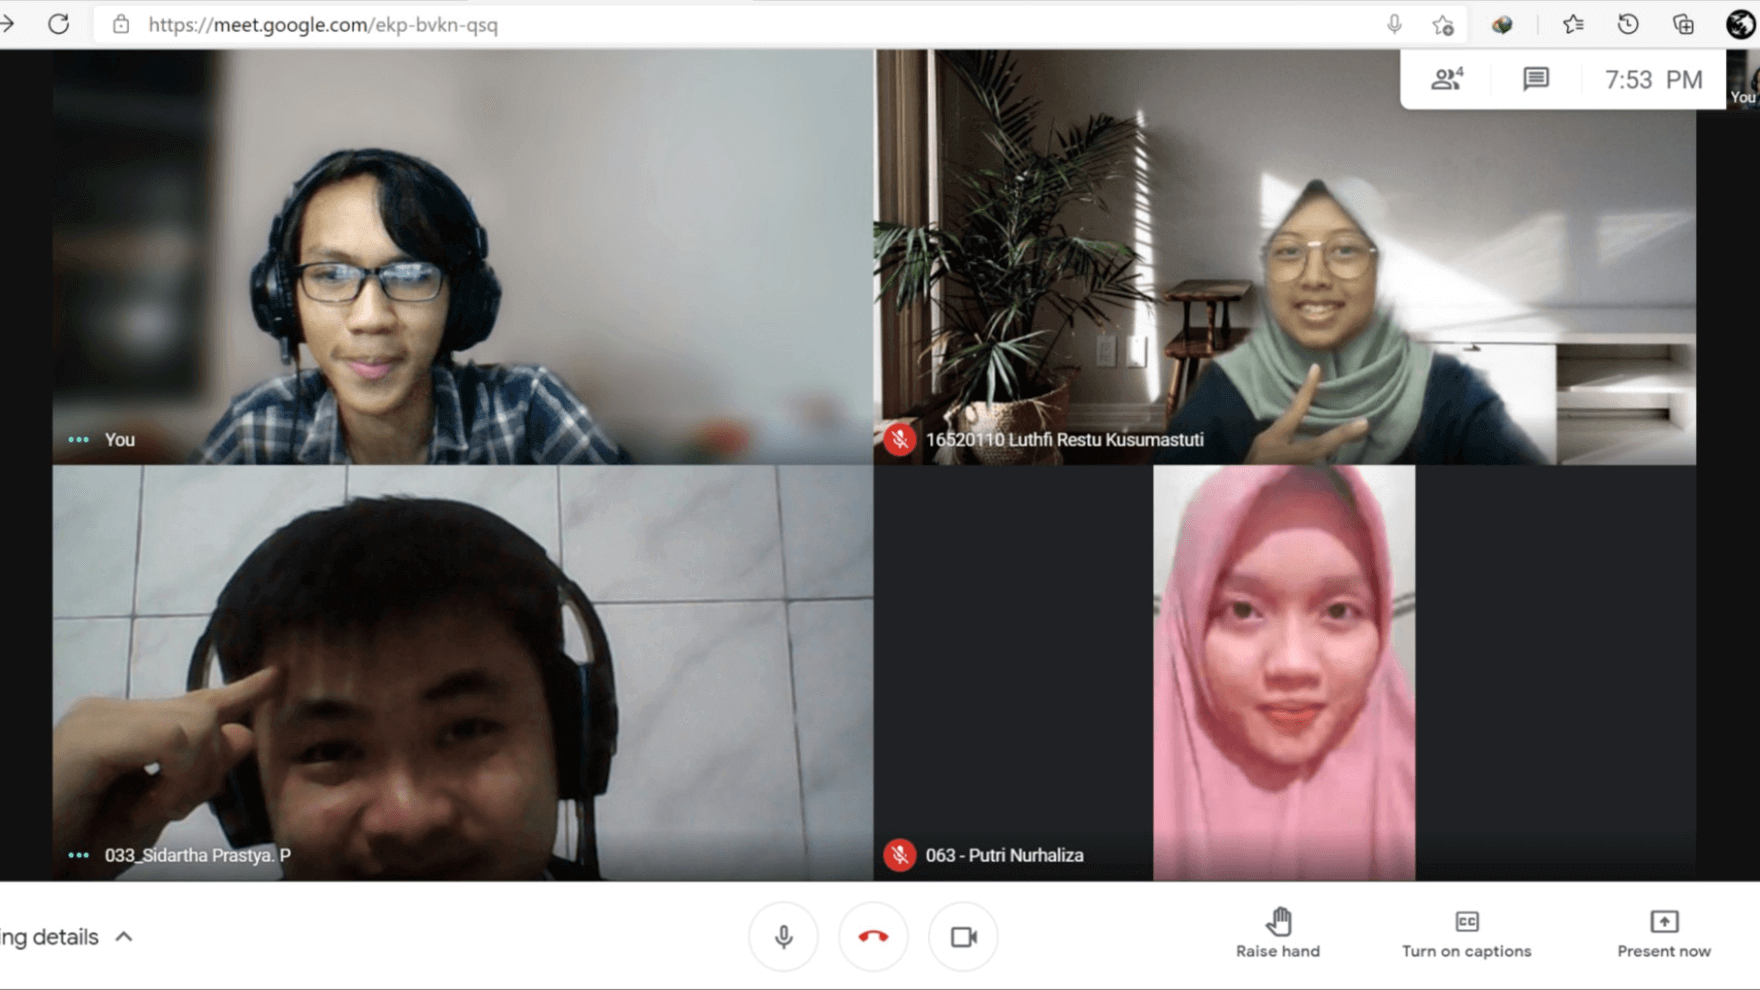 https://meet.google.com/ekp-bvkn-qsq
4
7:53 PM
You
You
16520110 Luthfi Restu Kusumastuti
033_Sidartha Prastya. P
063 - Putri Nurhaliza
ing details
Raise hand
CC
Turn on captions
Present now